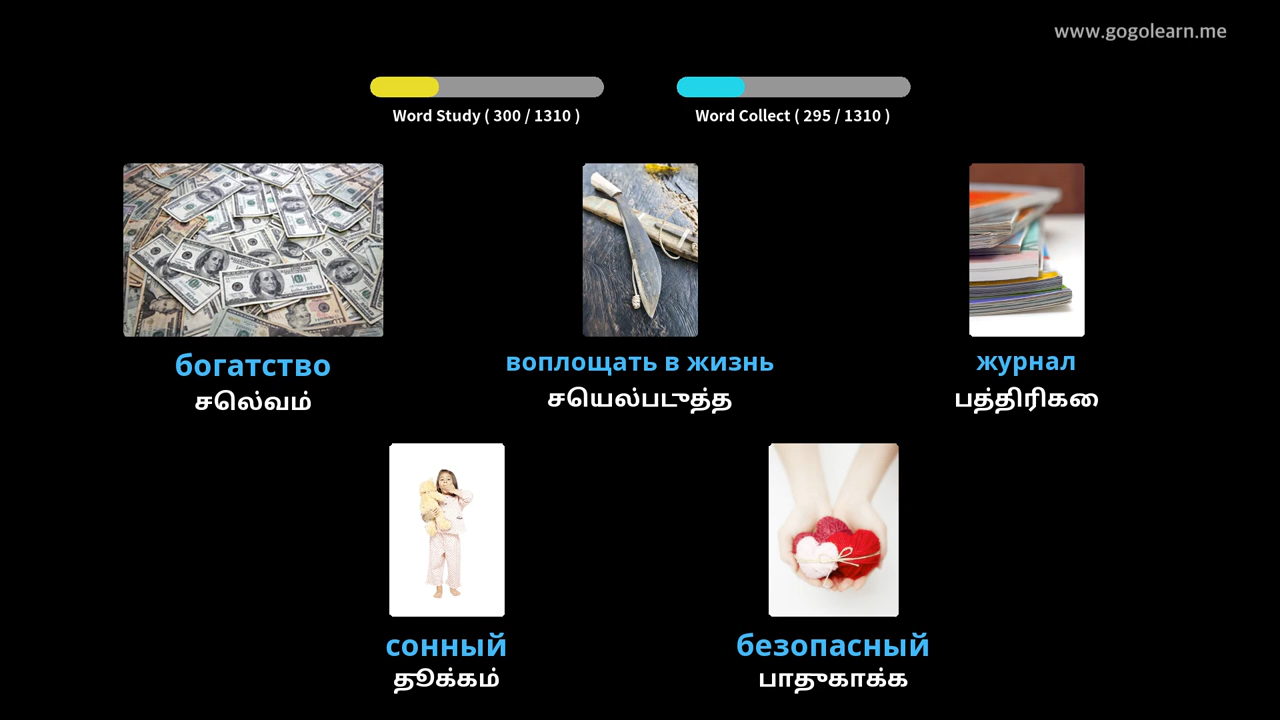 www.gogolearn.me
Word Study ( 300 / 1310 )
Word Collect ( 295 / 1310 )
богатство
செல்வம்
воплощать в жизнь
செயல்படுத்த
журнал
பத்திரிகை
сонный
தூக்கம்
безопасный
பாதுகாக்க